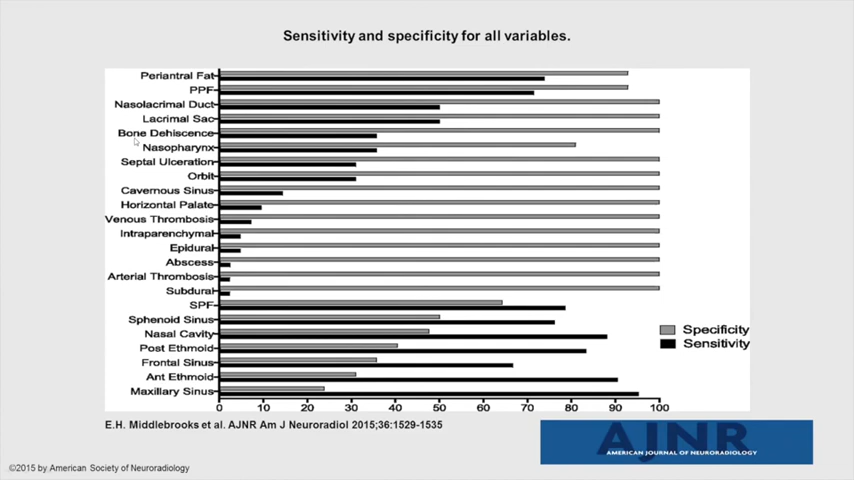 Sensitivity and specificity for all variables.
Periantral Fat
PPF
Nasolacrimal Duct
Lacrimal Sac
Bone Dehiscence
Nasopharynx
Septal Ulceration
Orbit
Cavernous Sinus
Horizontal Palate
Venous Thrombosis
Intraparenchymal
Epidural
Abscess
Arterial Thrombosis
Subdural
SPF
Sphenoid Sinus
Nasal Cavity
Post Ethmoid
Frontal Sinus
Ant Ethmoid
Maxillary Sinus
0 10 20 30 40 50 60 70 80 90 100
Specificity
Sensitivity
E.H. Middlebrooks et al. AJNR Am J Neuroradiol 2015;36:1529-1535
AJNR
AMERICAN JOURNAL OF NEURORADIOLOGY
©2015 by American Society of Neuroradiology